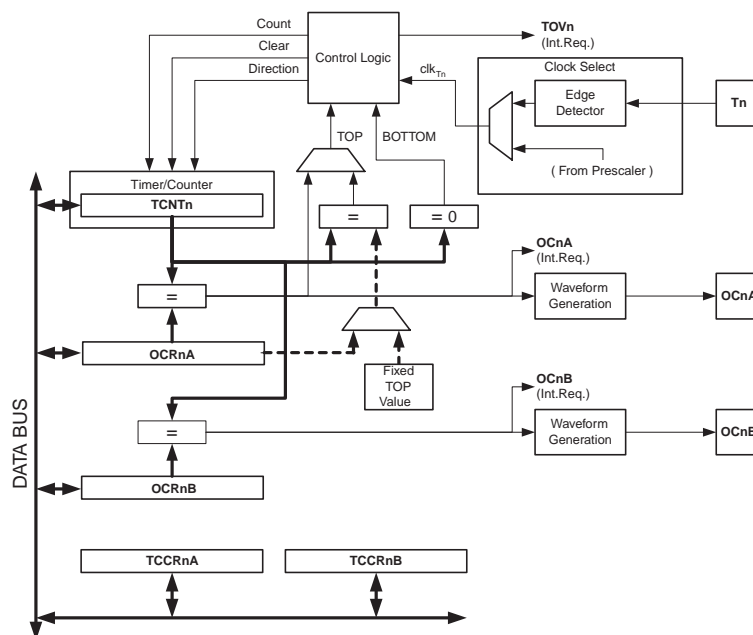 Count
Clear
Direction
Control Logic
TOVn
(Int.Req.)
clkTn
Clock Select
Edge
Detector
Tn
( From Prescaler )
TOP
BOTTOM
Timer/Counter
TCNTn
=
= 0
OCnA
(Int.Req.)
=
Waveform
Generation
OCnA
OCRnA
Fixed
TOP
Value
OCnB
(Int.Req.)
=
Waveform
Generation
OCnB
OCRnB
DATA BUS
TCCRnA
TCCRnB